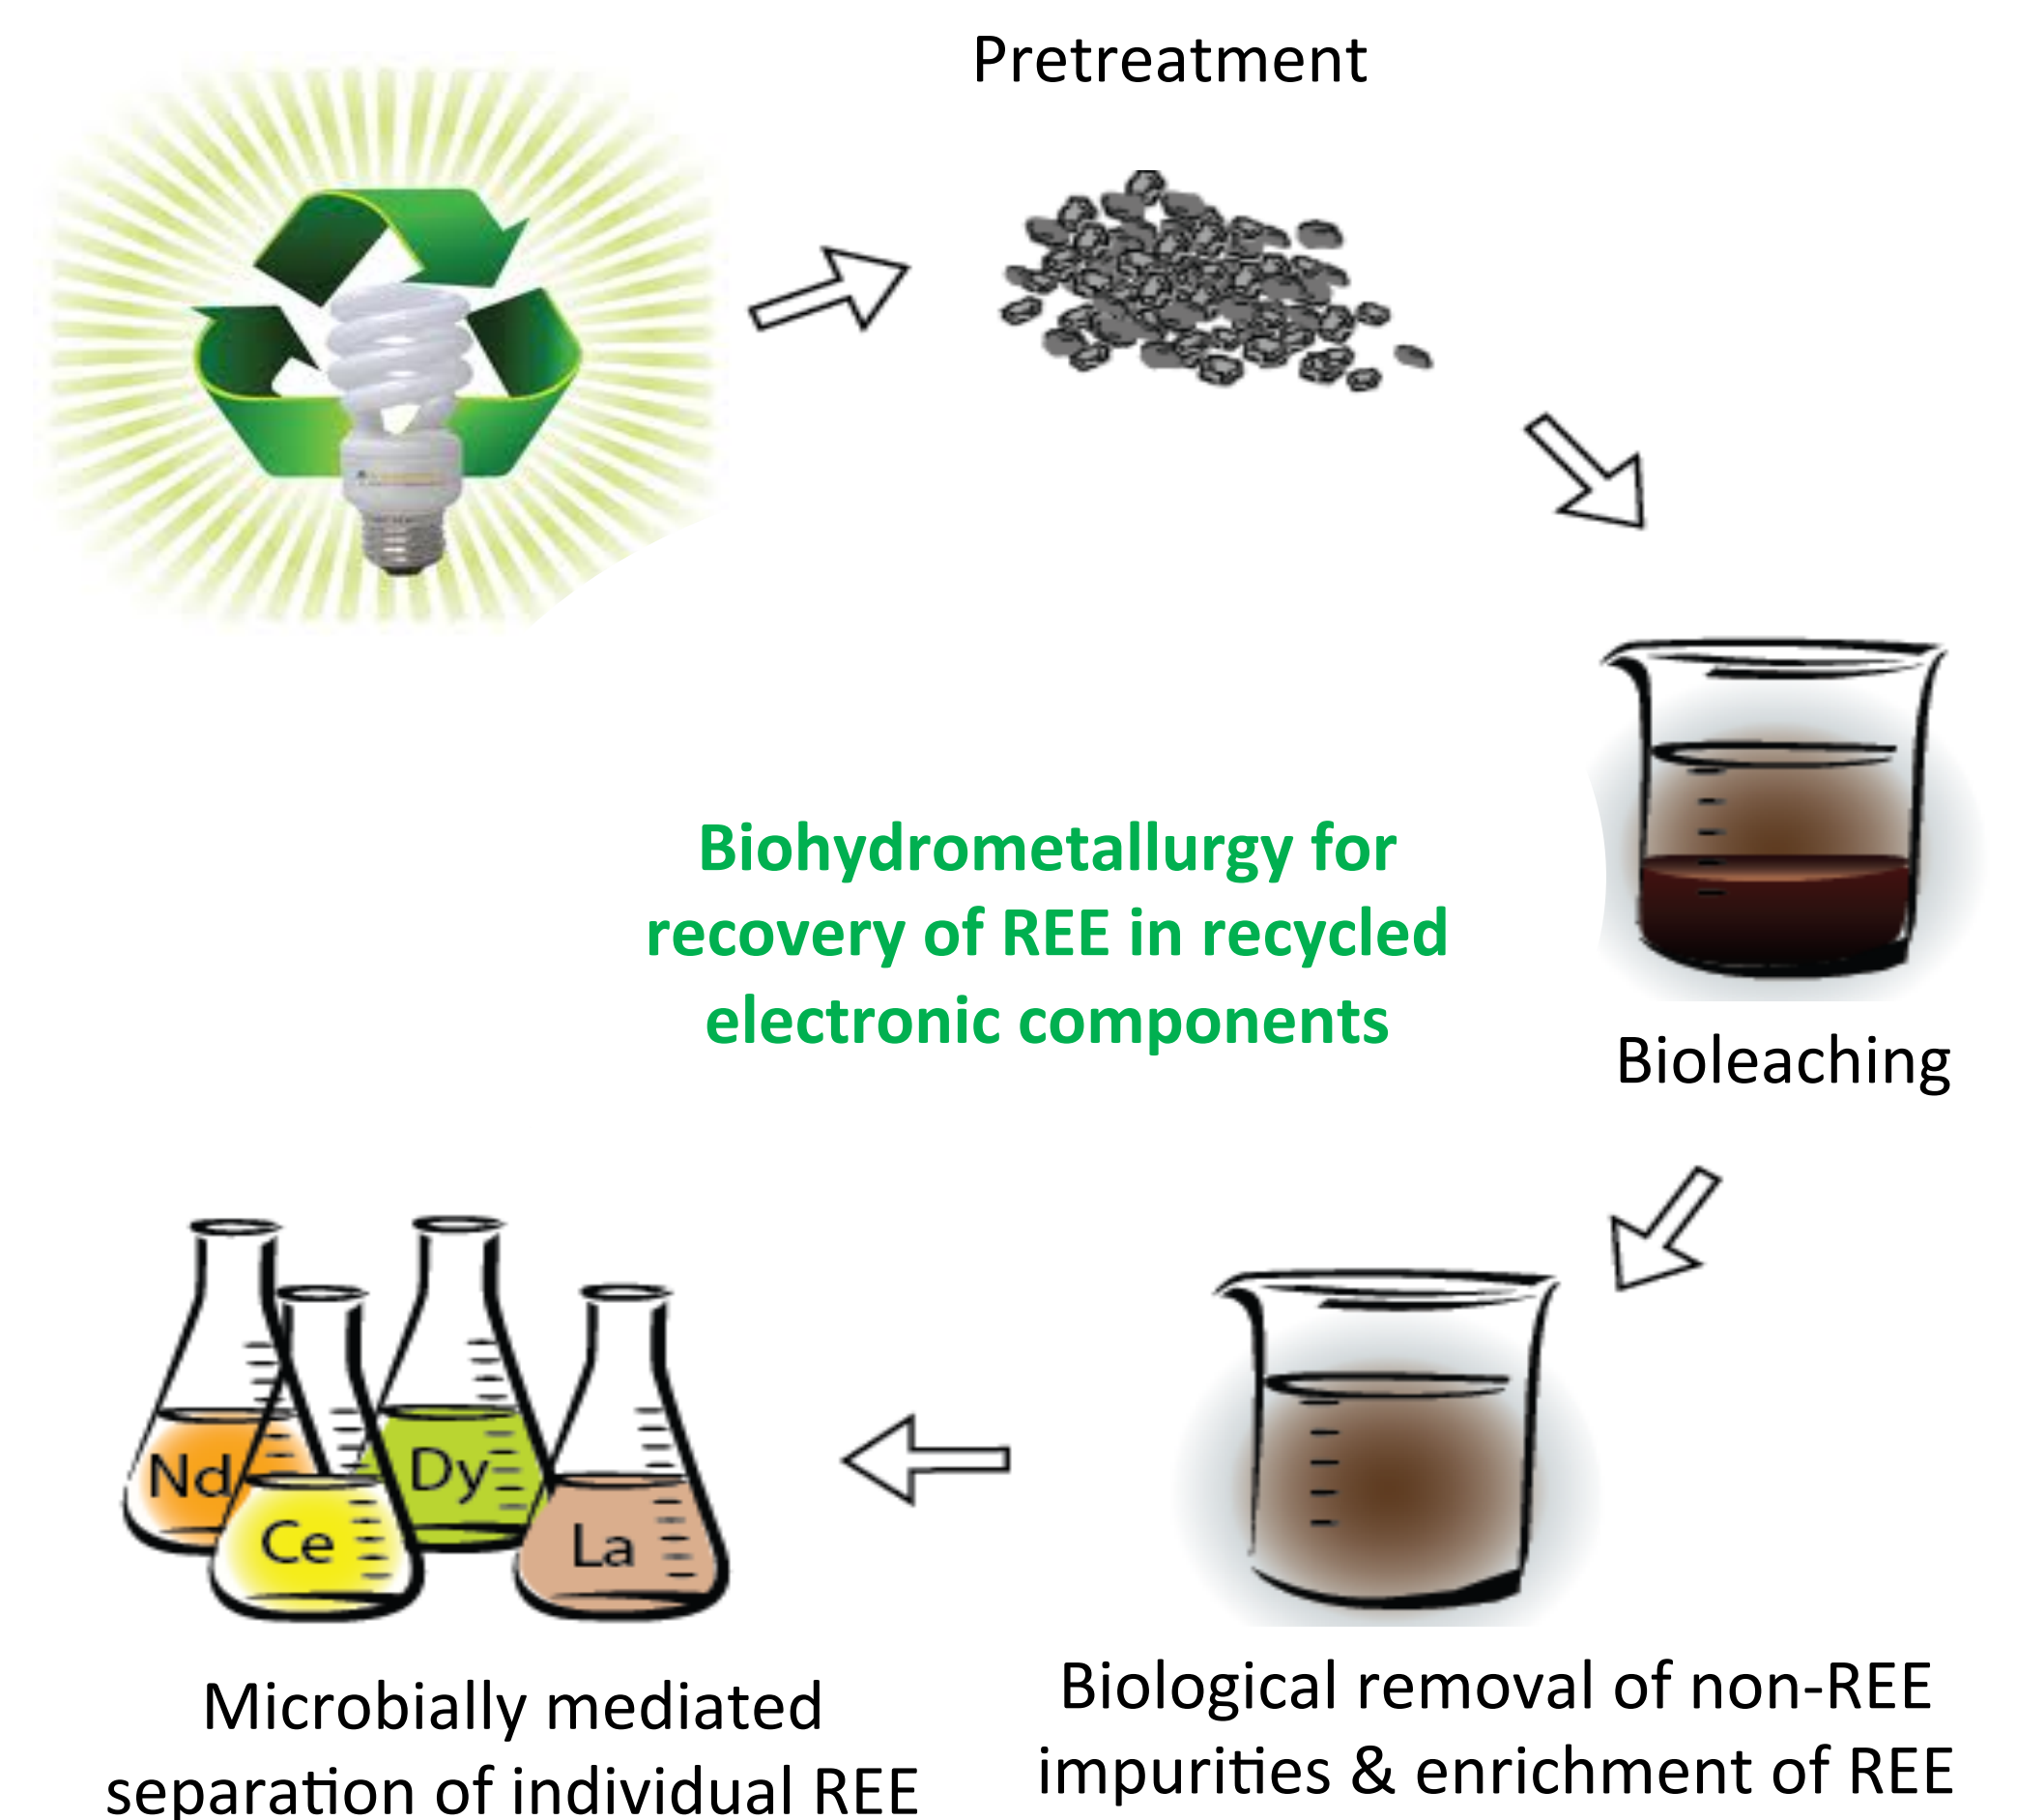 Pretreatment
Biohydrometallurgy for
recovery of REE in recycled
electronic components
Bioleaching
Nd
Dy
Ce
La
Biological removal of non-REE
impurities & enrichment of REE
Microbially mediated
separation of individual REE